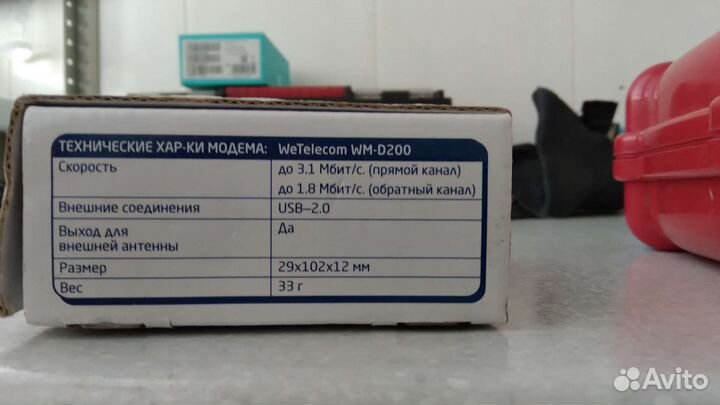 ТЕХНИЧЕСКИЕ ХАР-КИ МОДЕМА: WeTelecom WM-D200
Скорость до 3.1 Мбит/с. (прямой канал)
до 1.8 Мбит/с. (обратный канал)
Внешние соединения USB–2.0
Выход для Да
внешней антенны
Размер 29x102x12 мм
Вес 33 г
Avito